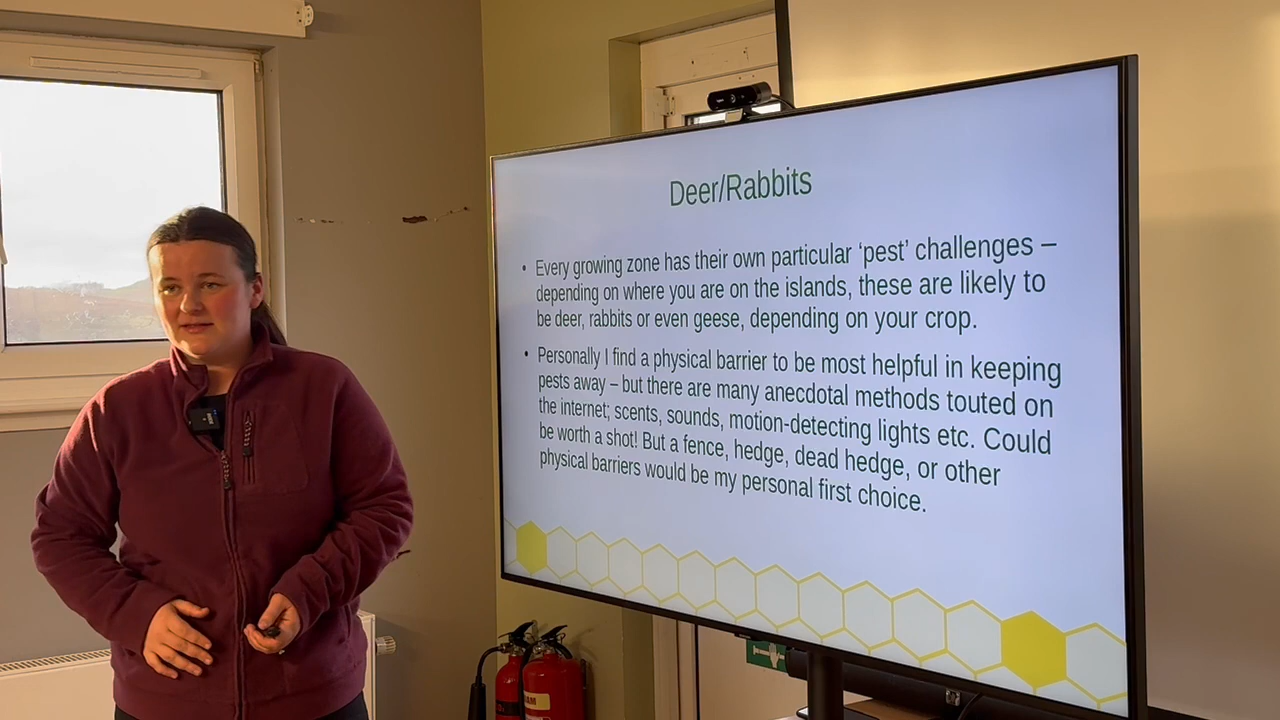 Deer/Rabbits
• Every growing zone has their own particular ‘pest’ challenges –
depending on where you are on the islands, these are likely to
be deer, rabbits or even geese, depending on your crop.
• Personally I find a physical barrier to be most helpful in keeping
pests away – but there are many anecdotal methods touted on
the internet; scents, sounds, motion-detecting lights etc. Could
be worth a shot! But a fence, hedge, dead hedge, or other
physical barriers would be my personal first choice.